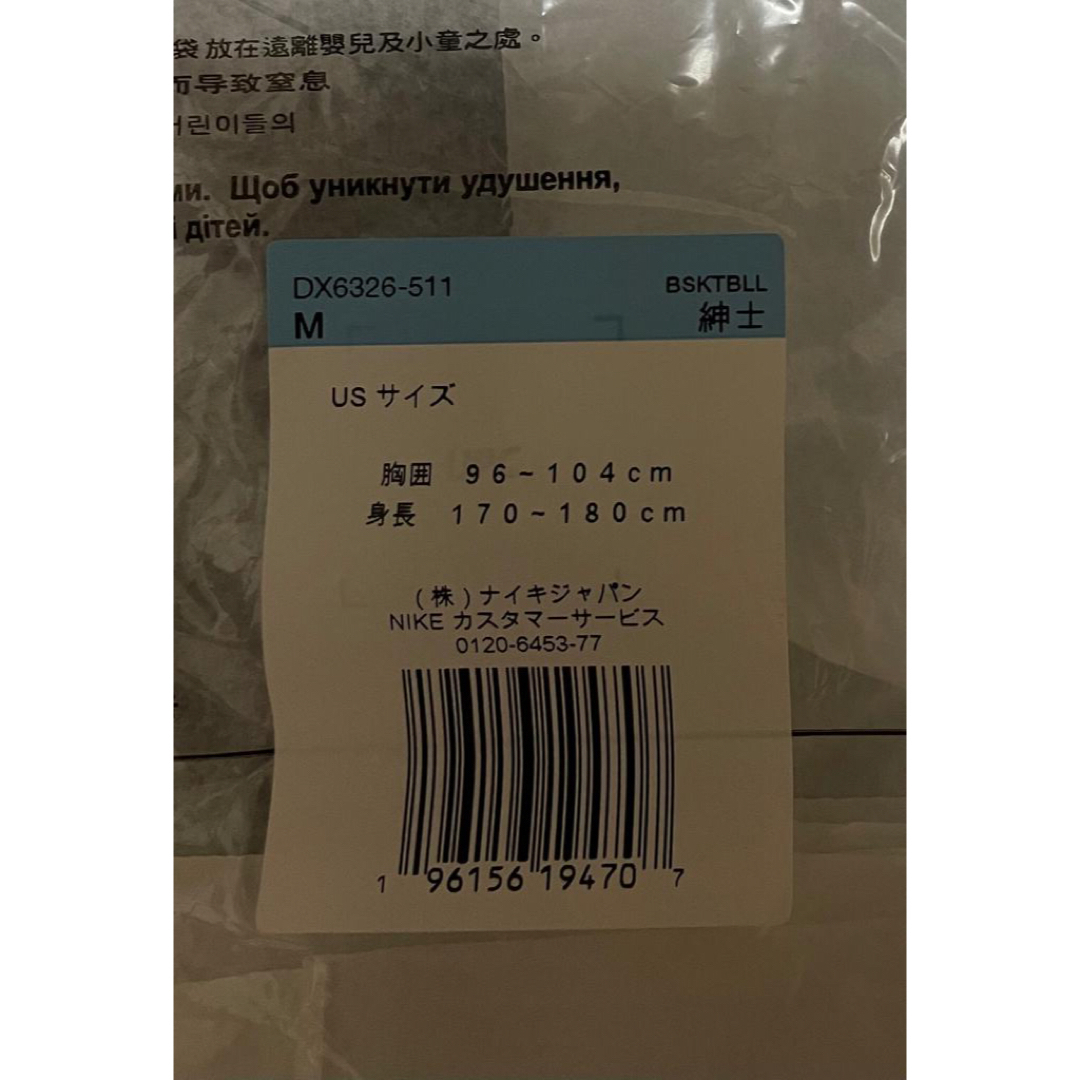 袋 放在遠離嬰兒及小童之處。
而导致窒息
어린이들의
ми. Щоб уникнути удушення,
і дітей.
DX6326-511
BSKTBLL
M
紳士
US サイズ
胸囲 96~104cm
身長 170~180cm
(株)ナイキジャパン
NIKE カスタマーサービス
0120-6453-77
1 96156 19470 7